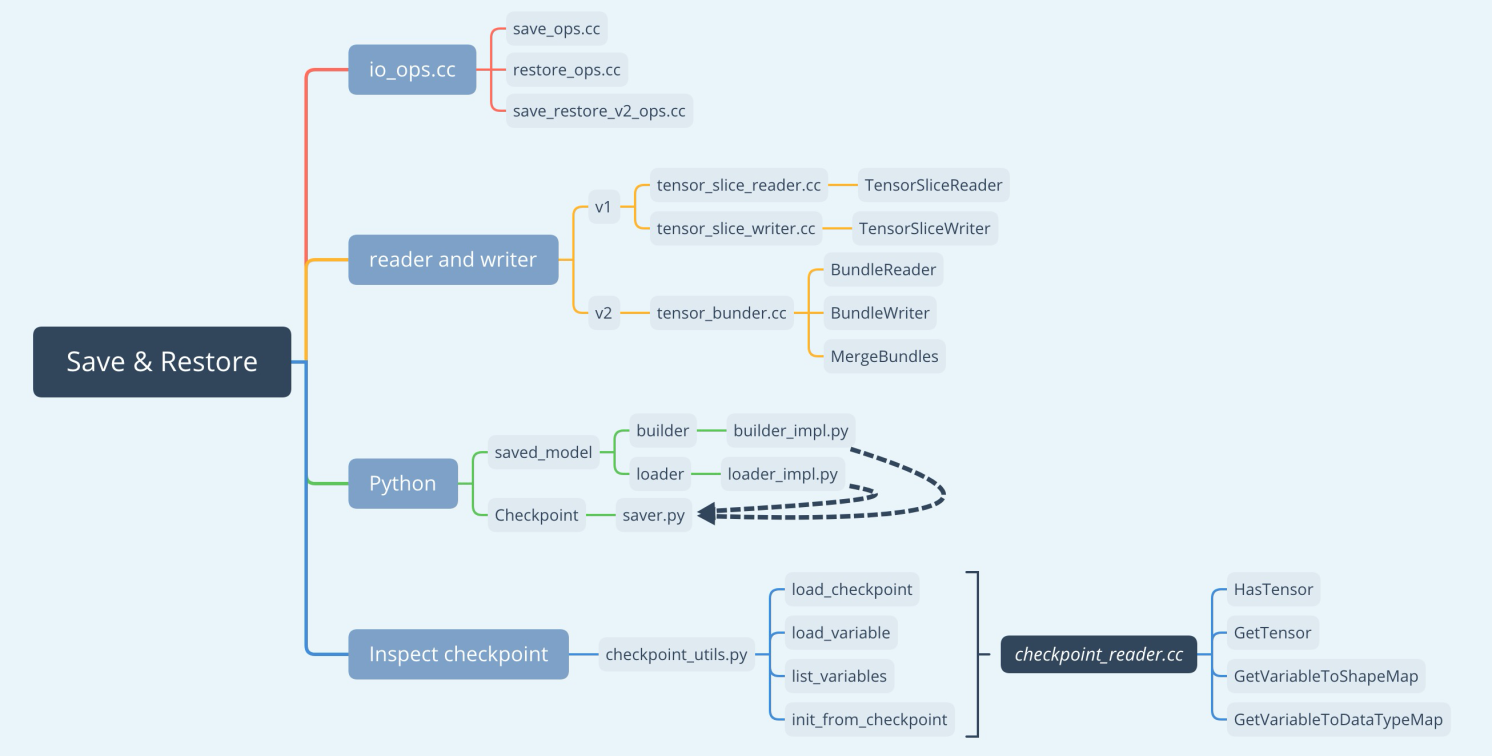 Save & Restore
io_ops.cc
save_ops.cc
restore_ops.cc
save_restore_v2_ops.cc
reader and writer
v1
tensor_slice_reader.cc
TensorSliceReader
tensor_slice_writer.cc
TensorSliceWriter
v2
tensor_bunder.cc
BundleReader
BundleWriter
MergeBundles
Python
saved_model
builder
builder_impl.py
loader
loader_impl.py
Checkpoint
saver.py
Inspect checkpoint
checkpoint_utils.py
load_checkpoint
load_variable
list_variables
init_from_checkpoint
checkpoint_reader.cc
HasTensor
GetTensor
GetVariableToShapeMap
GetVariableToDataTypeMap